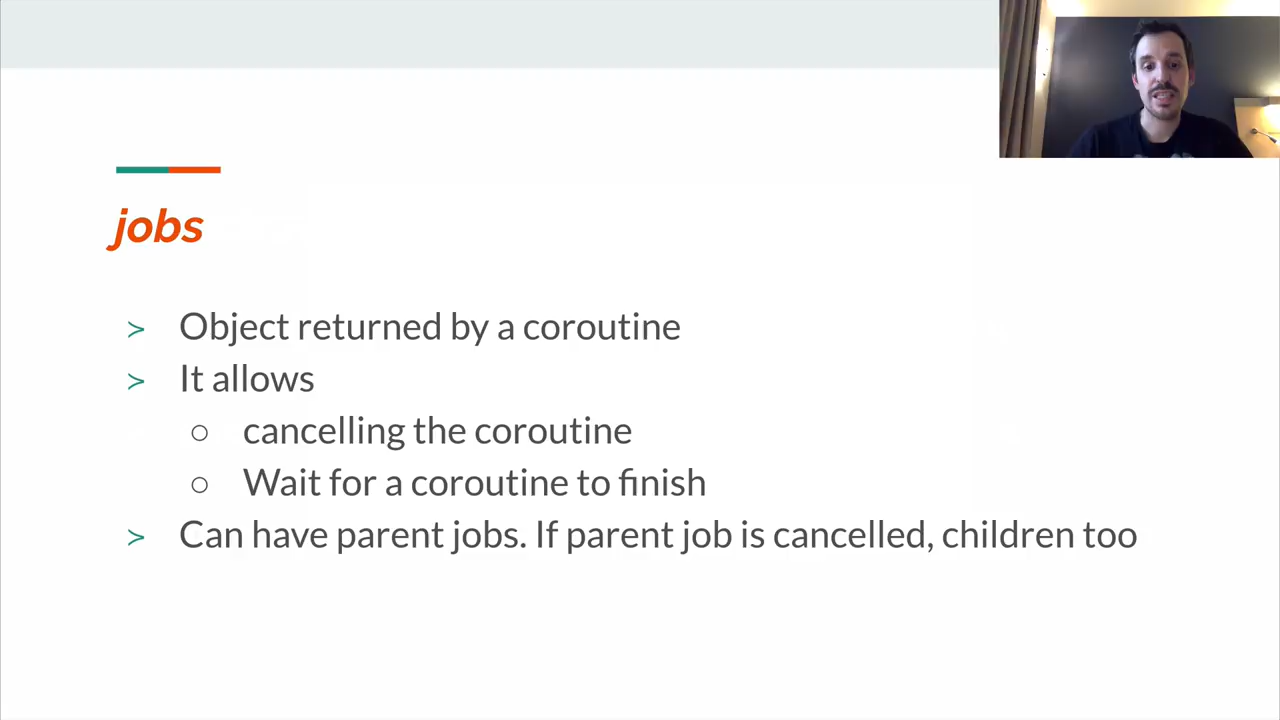 jobs
Object returned by a coroutine
It allows
cancelling the coroutine
Wait for a coroutine to finish
Can have parent jobs. If parent job is cancelled, children too